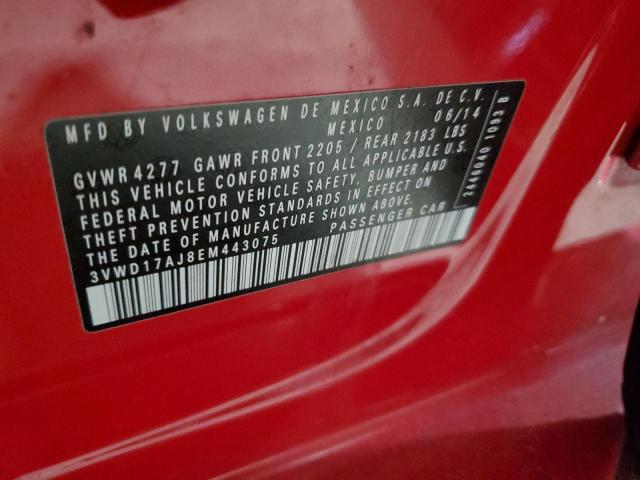 MFD BY VOLKSWAGEN DE MEXICO S.A. DE C.V.
MEXICO 06/14
GVWR 4277 GAWR FRONT 2205 / REAR 2183 LBS
THIS VEHICLE CONFORMS TO ALL APPLICABLE U.S.
FEDERAL MOTOR VEHICLE SAFETY, BUMPER AND
THEFT PREVENTION STANDARDS IN EFFECT ON
THE DATE OF MANUFACTURE SHOWN ABOVE.
3VWD17AJ8EM443075 PASSENGER CAR
2444040 1093 B